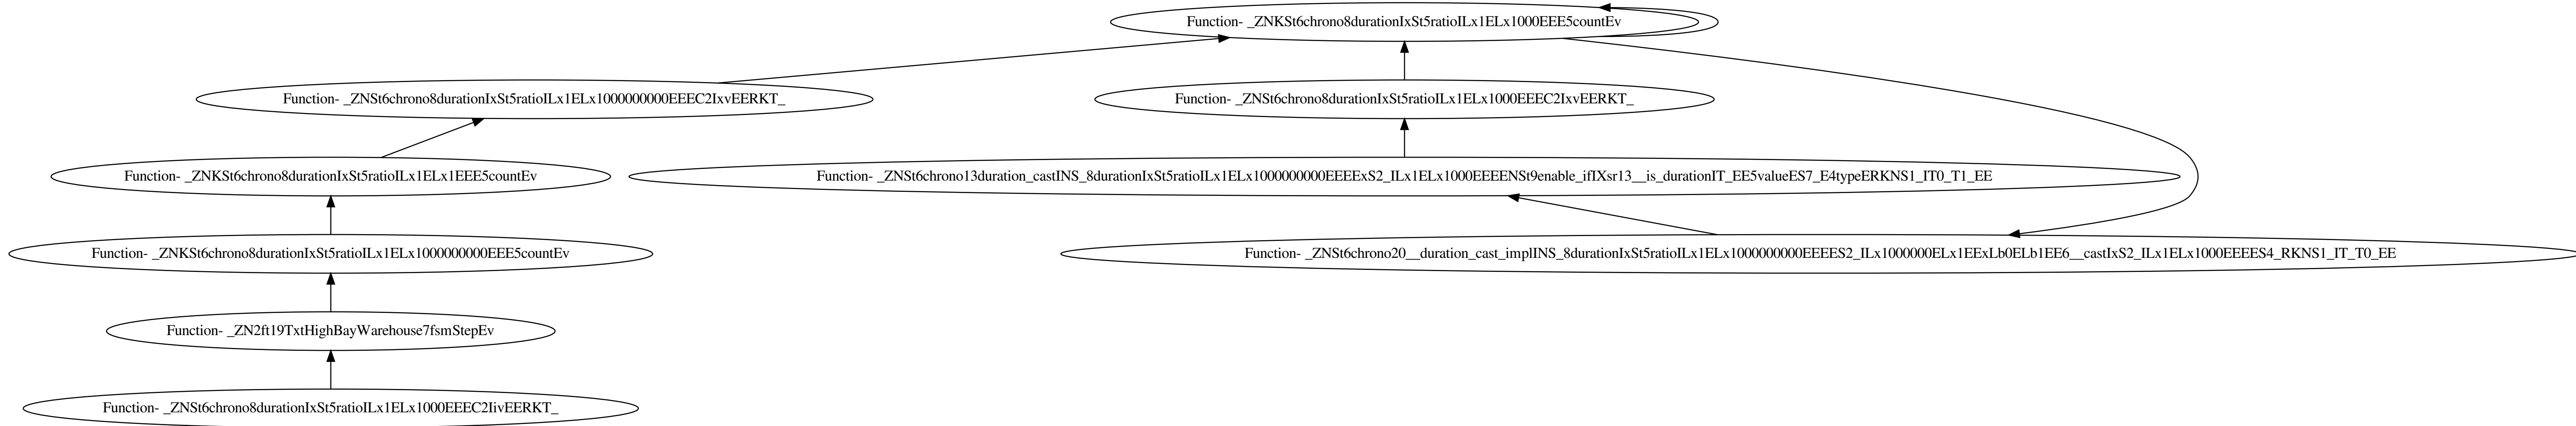 Function- _ZNKSt6chrono8durationIxSt5ratioILx1ELx1000EEE5countEv
Function- _ZNSt6chrono8durationIxSt5ratioILx1ELx1000000000EEEC2IxvEERKT_
Function- _ZNSt6chrono8durationIxSt5ratioILx1ELx1000EEEC2IxvEERKT_
Function- _ZNKSt6chrono8durationIxSt5ratioILx1ELx1EEE5countEv
Function- _ZNSt6chrono13duration_castINS_8durationIxSt5ratioILx1ELx1000000000EEEExS2_ILx1ELx1000EEEENSt9enable_ifIXsr13__is_durationIT_EE5valueES7_E4typeERKNS1_IT0_T1_EE
Function- _ZNKSt6chrono8durationIxSt5ratioILx1ELx1000000000EEE5countEv
Function- _ZNSt6chrono20__duration_cast_implINS_8durationIxSt5ratioILx1ELx1000000000EEEES2_ILx1000000ELx1EExLb0ELb1EE6__castIxS2_ILx1ELx1000EEEES4_RKNS1_IT_T0_EE
Function- _ZN2ft19TxtHighBayWarehouse7fsmStepEv
Function- _ZNSt6chrono8durationIxSt5ratioILx1ELx1000EEEC2IivEERKT_